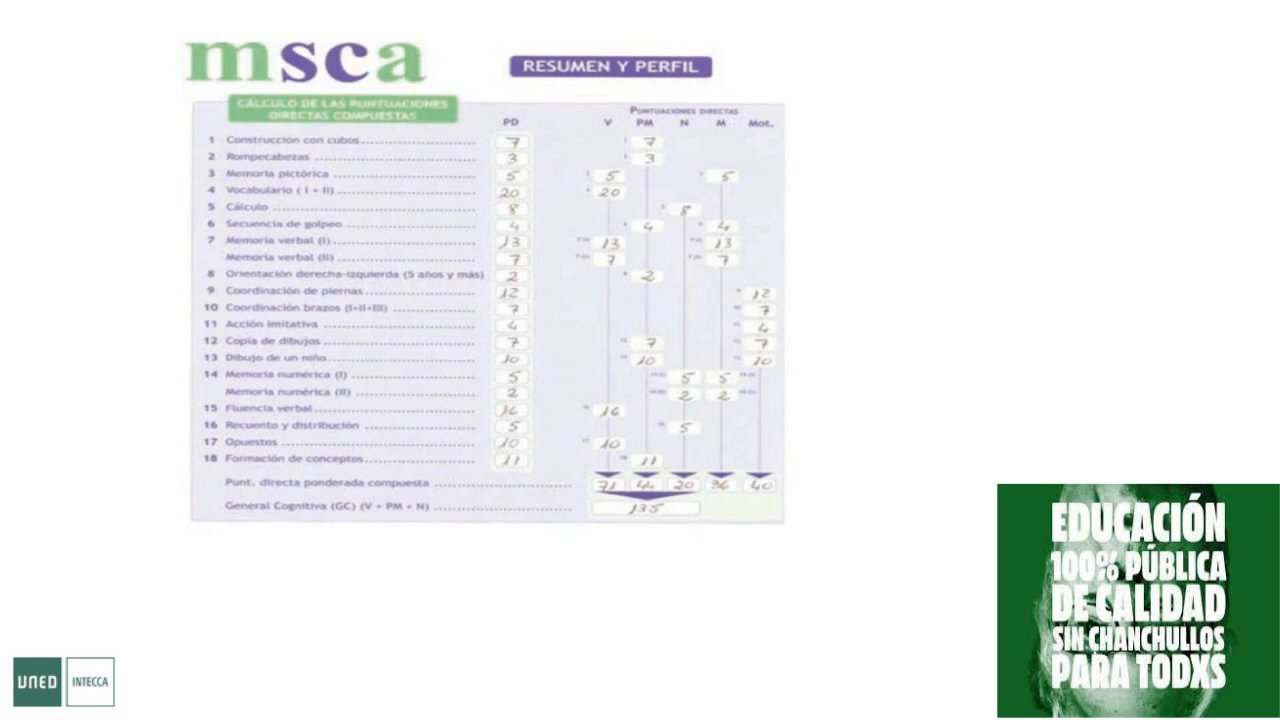 msca
RESUMEN Y PERFIL
CÁLCULO DE LAS PUNTUACIONES
DIRECTAS COMPUESTAS
PUNTUACIONES DIRECTAS
PD V PM N M Mot.
1 Construcción con cubos 7 7
2 Rompecabezas 3 3
3 Memoria pictórica 5 5 5
4 Vocabulario ( I + II) 20 20
5 Cálculo 8 8
6 Secuencia de golpeo 4 4 4
7 Memoria verbal (I) 13 13 13
Memoria verbal (II) 7 7 7
8 Orientación derecha-izquierda (5 años y más) 2 2
9 Coordinación de piernas 12 12
10 Coordinación brazos (I+II+III) 7 7
11 Acción imitativa 4 4
12 Copia de dibujos 7 7 7
13 Dibujo de un niño 10 10 10
14 Memoria numérica (I) 5 5 5
Memoria numérica (II) 2 2 2
15 Fluencia verbal 16 16
16 Recuento y distribución 5 5
17 Opuestos 10 10
18 Formación de conceptos 11 11
Punt. directa ponderada compuesta 71 44 20 36 40
General Cognitiva (GC) (V + PM + N) 135
EDUCACIÓN
100% PÚBLICA
DE CALIDAD
SIN CHANCHULLOS
PARA TODXS
UNED INTECCA